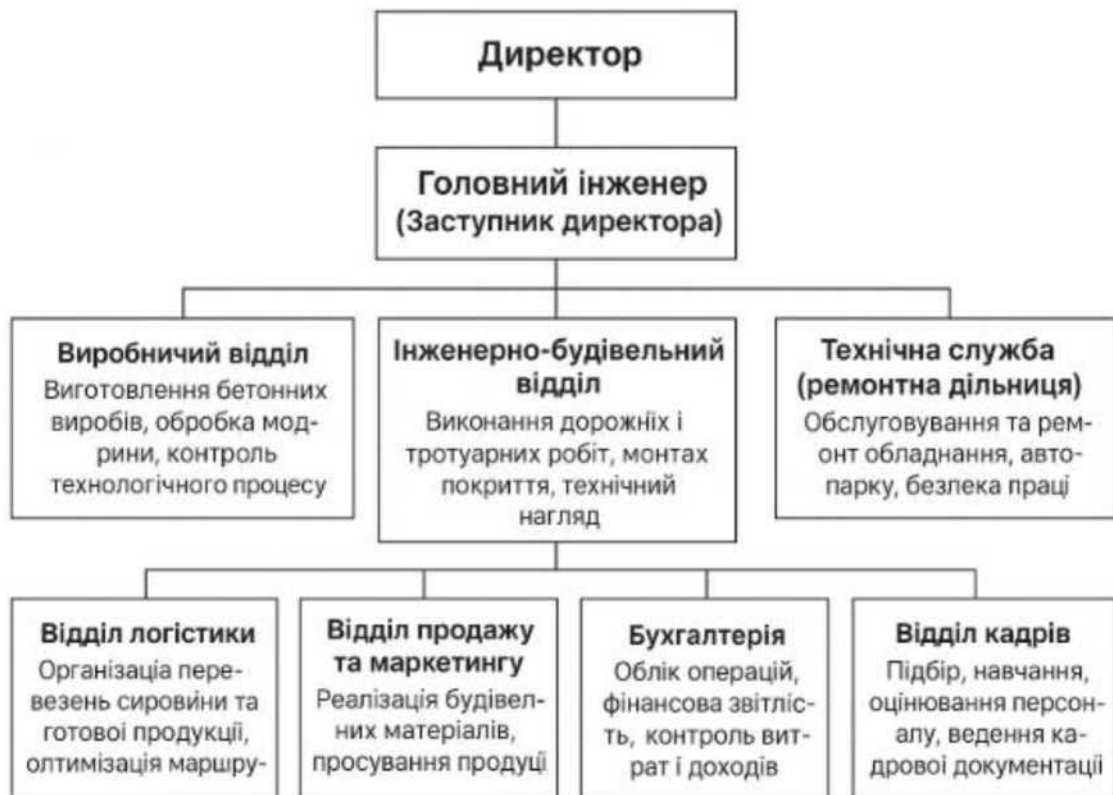 Директор
Головний інженер
(Заступник директора)
Виробничий відділ
Виготовлення бетонних
виробів, обробка мод-
рини, контроль
технологічного процесу
Інженерно-будівельний
відділ
Виконання дорожніх і
тротуарних робіт, монтах
покриття, технічний
нагляд
Технічна служба
(ремонтна дільниця)
Обслуговування та рем-
онт обладнання, авто-
парку, безлека праці
Відділ логістики
Організаціа пере-
везень сировини та
готової продукції,
олтимізація маршру-
Відділ продажу
та маркетингу
Реалізація будівел-
них матеріалів,
просування продуці
Бухгалтерія
Облік операцій,
фінансова звітліс-
ть, контроль вит-
рат і доходів
Відділ кадрів
Підбір, навчання,
оцінювання персон-
алу, ведення ка-
дрової документації